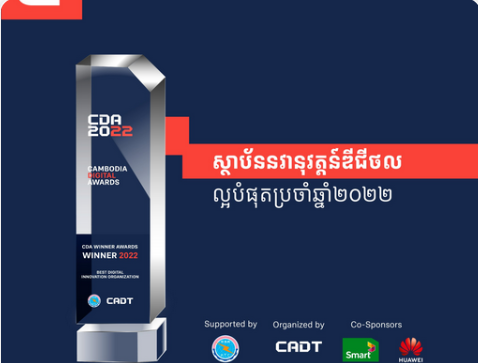 CDA
2022
CAMBODIA
DIGITAL
AWARDS
CDA WINNER AWARDS
WINNER 2022
BEST DIGITAL
INNOVATION ORGANIZATION
CADT
ស្ថាប័ននវានុវត្តន៍ឌីជីថល
ល្អបំផុតប្រចាំឆ្នាំ២០២២
Supported by
Organized by
Co-Sponsors
CADT
Smart
HUAWEI